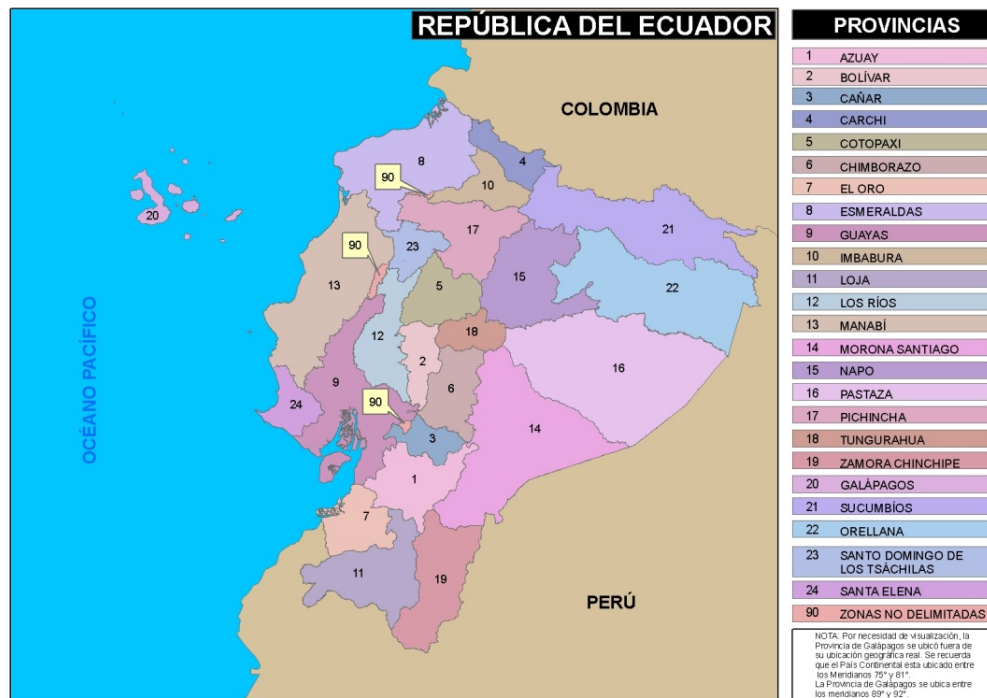 REPÚBLICA DEL ECUADOR
COLOMBIA
OCÉANO PACÍFICO
PERÚ
8
4
90
10
20
17
21
90
23
15
22
13
5
12
18
2
16
9
6
24
90
14
3
1
7
11
19
PROVINCIAS
1 AZUAY
2 BOLÍVAR
3 CAÑAR
4 CARCHI
5 COTOPAXI
6 CHIMBORAZO
7 EL ORO
8 ESMERALDAS
9 GUAYAS
10 IMBABURA
11 LOJA
12 LOS RÍOS
13 MANABÍ
14 MORONA SANTIAGO
15 NAPO
16 PASTAZA
17 PICHINCHA
18 TUNGURAHUA
19 ZAMORA CHINCHIPE
20 GALÁPAGOS
21 SUCUMBÍOS
22 ORELLANA
23 SANTO DOMINGO DE
LOS TSÁCHILAS
24 SANTA ELENA
90 ZONAS NO DELIMITADAS
NOTA: Por necesidad de visualización, la
Provincia de Galápagos se ubicó fuera de
su ubicación geográfica real. Se recuerda
que el País Continental esta ubicado entre
los Meridianos 75° y 81°.
La Provincia de Galápagos se ubica entre
los meridianos 89° y 92°.